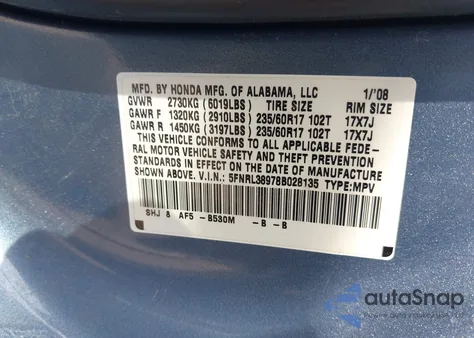 MFD. BY HONDA MFG. OF ALABAMA, LLC 1/'08
GVWR 2730KG (6019LBS) TIRE SIZE RIM SIZE
GAWR F 1320KG (2910LBS) 235/60R17 102T 17X7J
GAWR R 1450KG (3197LBS) 235/60R17 102T 17X7J
THIS VEHICLE CONFORMS TO ALL APPLICABLE FEDE-
RAL MOTOR VEHICLE SAFETY AND THEFT PREVENTION
STANDARDS IN EFFECT ON THE DATE OF MANUFACTURE
SHOWN ABOVE. V.I.N.: 5FNRL38978B028135 TYPE:MPV
SHJ 8 AF5 -B530M -B -B
autoSnap